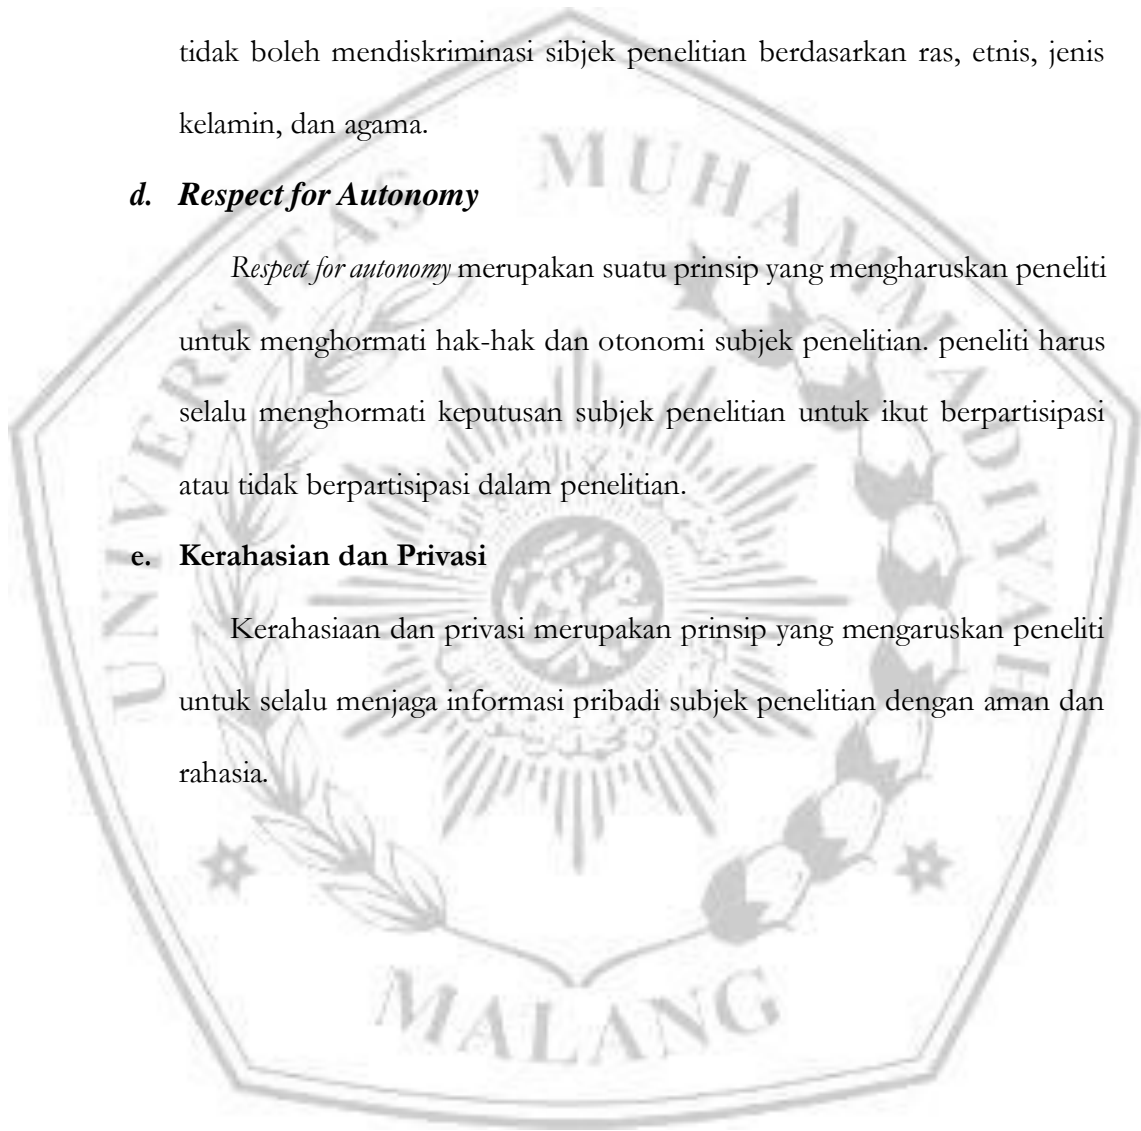 tidak boleh mendiskriminasi sibjek penelitian berdasarkan ras, etnis, jenis
kelamin, dan agama.
d. Respect for Autonomy
Respect for autonomy merupakan suatu prinsip yang mengharuskan peneliti
untuk menghormati hak-hak dan otonomi subjek penelitian. peneliti harus
selalu menghormati keputusan subjek penelitian untuk ikut berpartisipasi
atau tidak berpartisipasi dalam penelitian.
e. Kerahasian dan Privasi
Kerahasiaan dan privasi merupakan prinsip yang mengaruskan peneliti
untuk selalu menjaga informasi pribadi subjek penelitian dengan aman dan
rahasia.
UNIVERSITAS MUHAMMADIYAH
MALANG